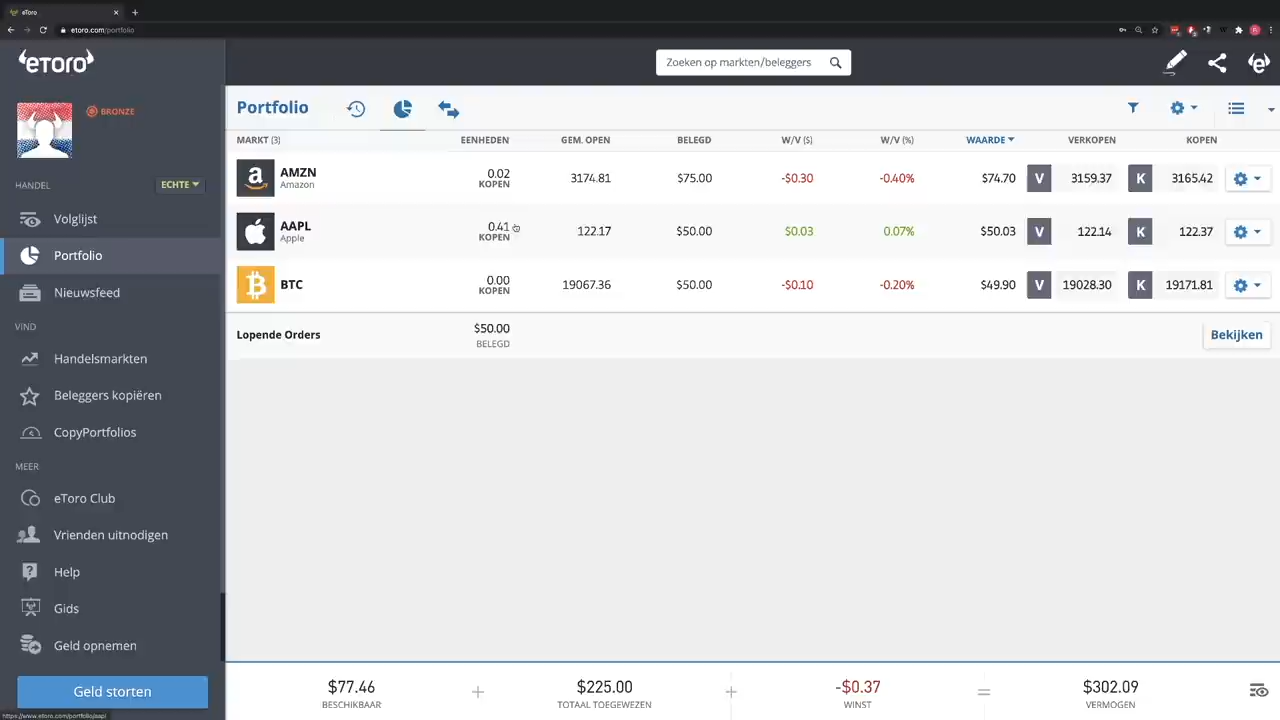 eToro
etoro.com/portfolio
eToro
Zoeken op markten/beleggers
BRONZE
Portfolio
HANDEL
ECHTE
Volglijst
Portfolio
Nieuwsfeed
VIND
Handelsmarkten
Beleggers kopiëren
CopyPortfolios
MEER
eToro Club
Vrienden uitnodigen
Help
Gids
Geld opnemen
Geld storten
https://www.etoro.com/portfolio/aapl
MARKT (3) EENHEDEN GEM. OPEN BELEGD W/V ($) W/V (%) WAARDE VERKOPEN KOPEN
AMZN 0.02 3174.81 $75.00 -$0.30 -0.40% $74.70 V 3159.37 K 3165.42
Amazon KOPEN
AAPL 0.41 122.17 $50.00 $0.03 0.07% $50.03 V 122.14 K 122.37
Apple KOPEN
BTC 0.00 19067.36 $50.00 -$0.10 -0.20% $49.90 V 19028.30 K 19171.81
KOPEN
Lopende Orders $50.00 Bekijken
BELEGD
$77.46 + $225.00 + -$0.37 = $302.09
BESCHIKBAAR TOTAAL TOEGEWEZEN WINST VERMOGEN